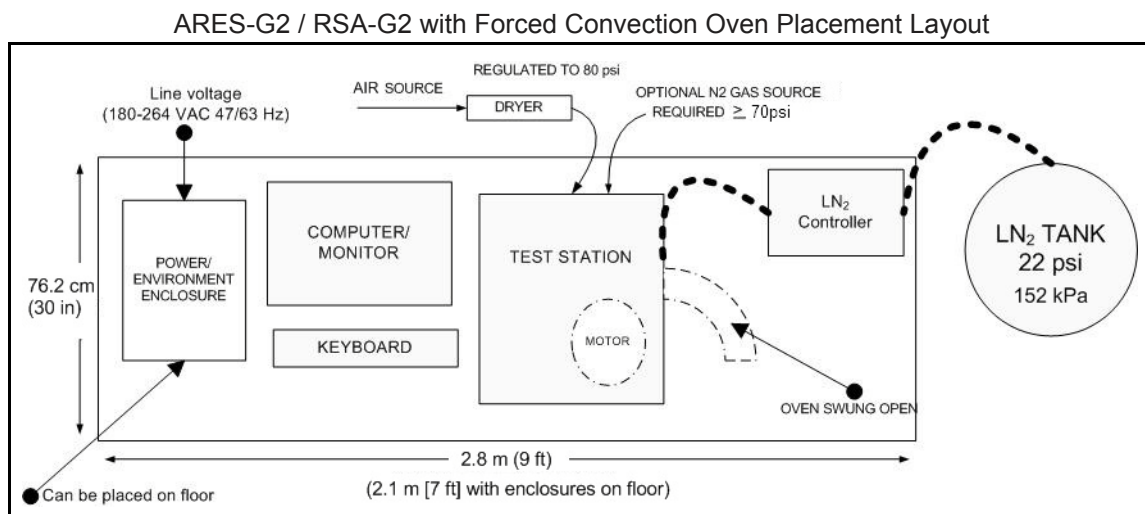 ARES-G2 / RSA-G2 with Forced Convection Oven Placement Layout
REGULATED TO 80 psi
Line voltage
(180-264 VAC 47/63 Hz)
AIR SOURCE
DRYER
OPTIONAL N2 GAS SOURCE
REQUIRED ≥ 70psi
76.2 cm
(30 in)
POWER/
ENVIRONMENT
ENCLOSURE
COMPUTER/
MONITOR
KEYBOARD
TEST STATION
MOTOR
LN₂
Controller
LN₂ TANK
22 psi
152 kPa
OVEN SWUNG OPEN
2.8 m (9 ft)
(2.1 m [7 ft] with enclosures on floor)
Can be placed on floor